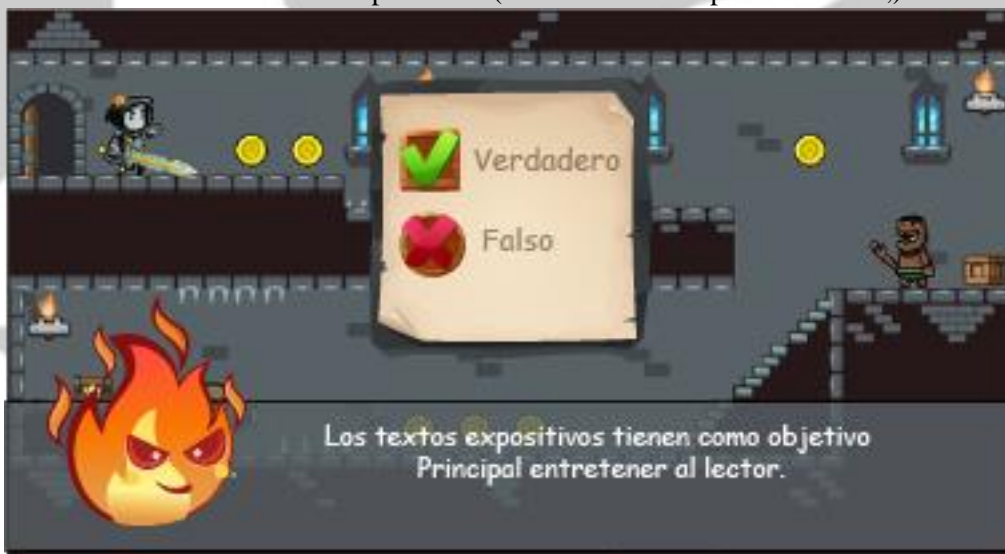 Verdadero
Falso
Los textos expositivos tienen como objetivo
Principal entretener al lector.